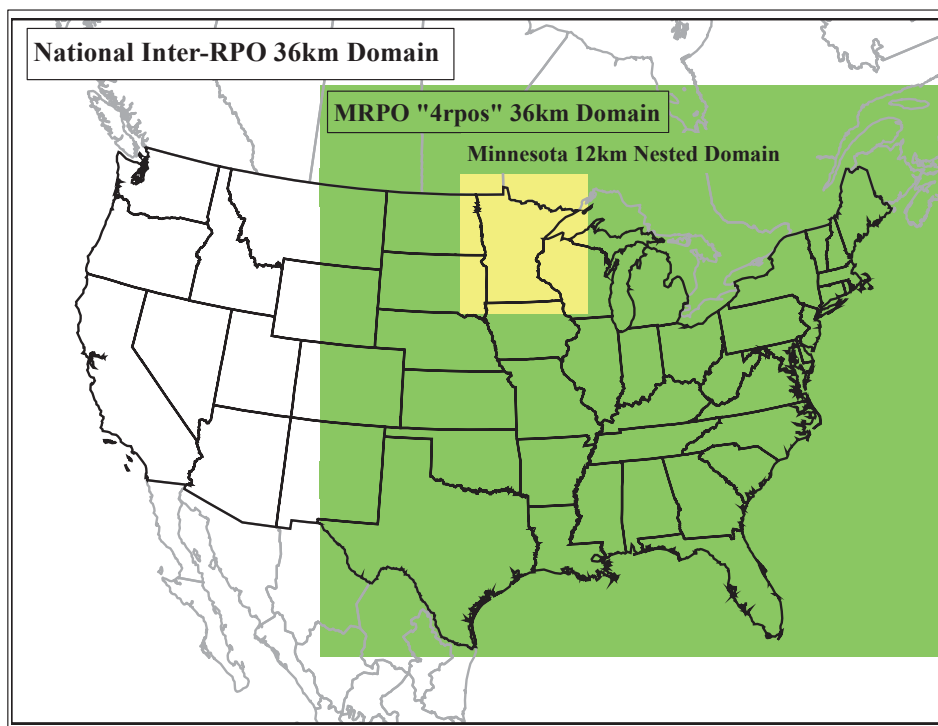 National Inter-RPO 36km Domain
MRPO "4rpos" 36km Domain
Minnesota 12km Nested Domain